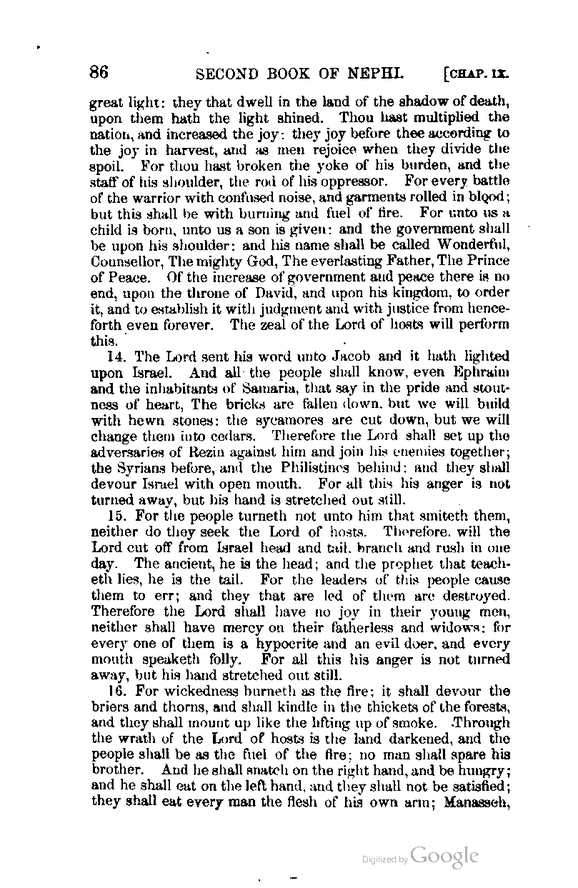 86 SECOND BOOK OF NEPHI. [CHAP. IX.
great light: they that dwell in the land of the shadow of death,
upon them hath the light shined. Thou hast multiplied the
nation, and increased the joy: they joy before thee according to
the joy in harvest, and as men rejoice when they divide the
spoil. For thou hast broken the yoke of his burden, and the
staff of his shoulder, the rod of his oppressor. For every battle
of the warrior with confused noise, and garments rolled in blood;
but this shall be with burning and fuel of fire. For unto us a
child is born, unto us a son is given: and the government shall
be upon his shoulder: and his name shall be called Wonderful,
Counsellor, The mighty God, The everlasting Father, The Prince
of Peace. Of the increase of government and peace there is no
end, upon the throne of David, and upon his kingdom, to order
it, and to establish it with judgment and with justice from hence-
forth even forever. The zeal of the Lord of hosts will perform
this.
14. The Lord sent his word unto Jacob and it hath lighted
upon Israel. And all the people shall know, even Ephraim
and the inhabitants of Samaria, that say in the pride and stout-
ness of heart, The bricks are fallen down, but we will build
with hewn stones: the sycamores are cut down, but we will
change them into cedars. Therefore the Lord shall set up the
adversaries of Rezin against him and join his enemies together;
the Syrians before, and the Philistines behind; and they shall
devour Israel with open mouth. For all this his anger is not
turned away, but his hand is stretched out still.
15. For the people turneth not unto him that smiteth them,
neither do they seek the Lord of hosts. Therefore, will the
Lord cut off from Israel head and tail, branch and rush in one
day. The ancient, he is the head; and the prophet that teach-
eth lies, he is the tail. For the leaders of this people cause
them to err; and they that are led of them are destroyed.
Therefore the Lord shall have no joy in their young men,
neither shall have mercy on their fatherless and widows: for
every one of them is a hypocrite and an evil doer, and every
mouth speaketh folly. For all this his anger is not turned
away, but his hand stretched out still.
16. For wickedness burneth as the fire; it shall devour the
briers and thorns, and shall kindle in the thickets of the forests,
and they shall mount up like the lifting up of smoke. Through
the wrath of the Lord of hosts is the land darkened, and the
people shall be as the fuel of the fire; no man shall spare his
brother. And he shall snatch on the right hand, and be hungry;
and he shall eat on the left hand, and they shall not be satisfied;
they shall eat every man the flesh of his own arm; Manasseh,
Digitized by Google